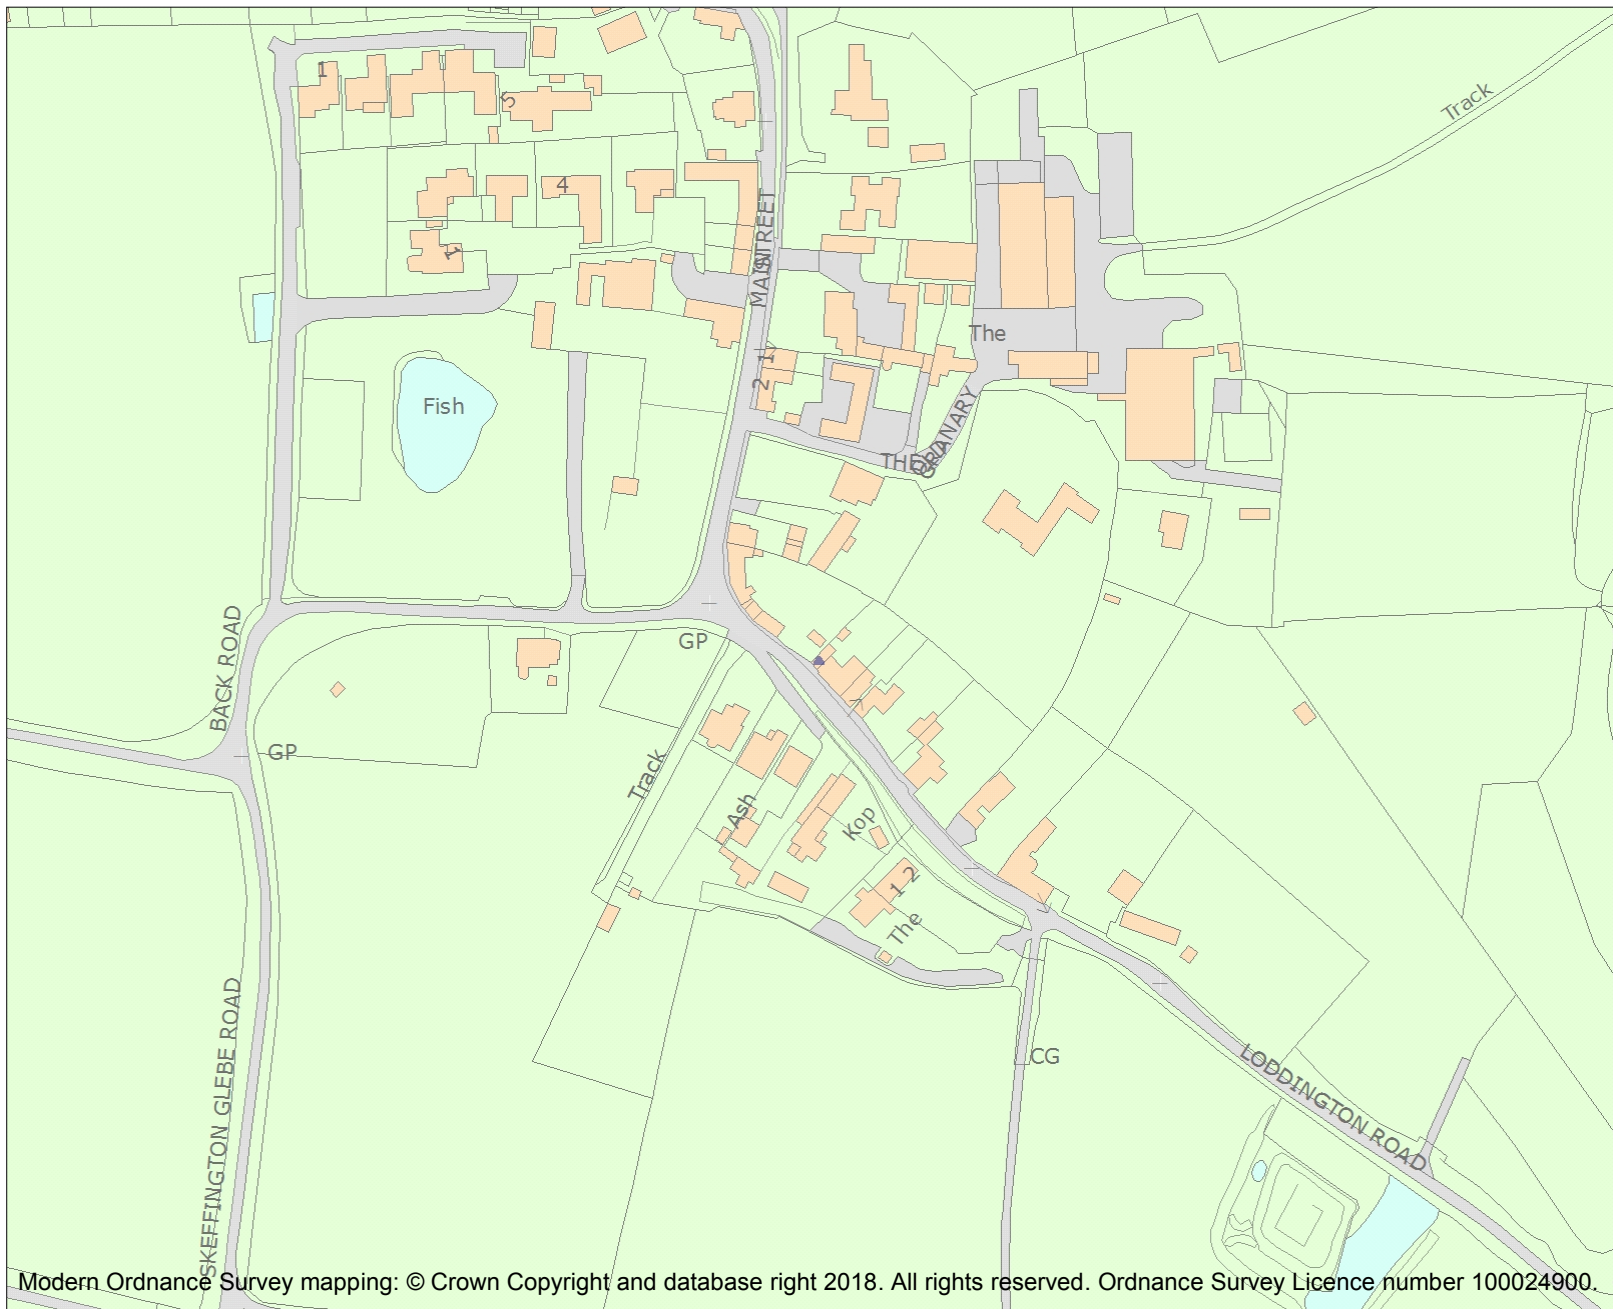 1
5
Track
4
1
MAIN STREET
The
1
2
Fish
THE GRANARY
BACK ROAD
GP
GP
Track
Ash
Kop
1 2
The
CG
LODDINGTON ROAD
SKEFFINGTON GLEBE ROAD
Modern Ordnance Survey mapping: © Crown Copyright and database right 2018. All rights reserved. Ordnance Survey Licence number 100024900.